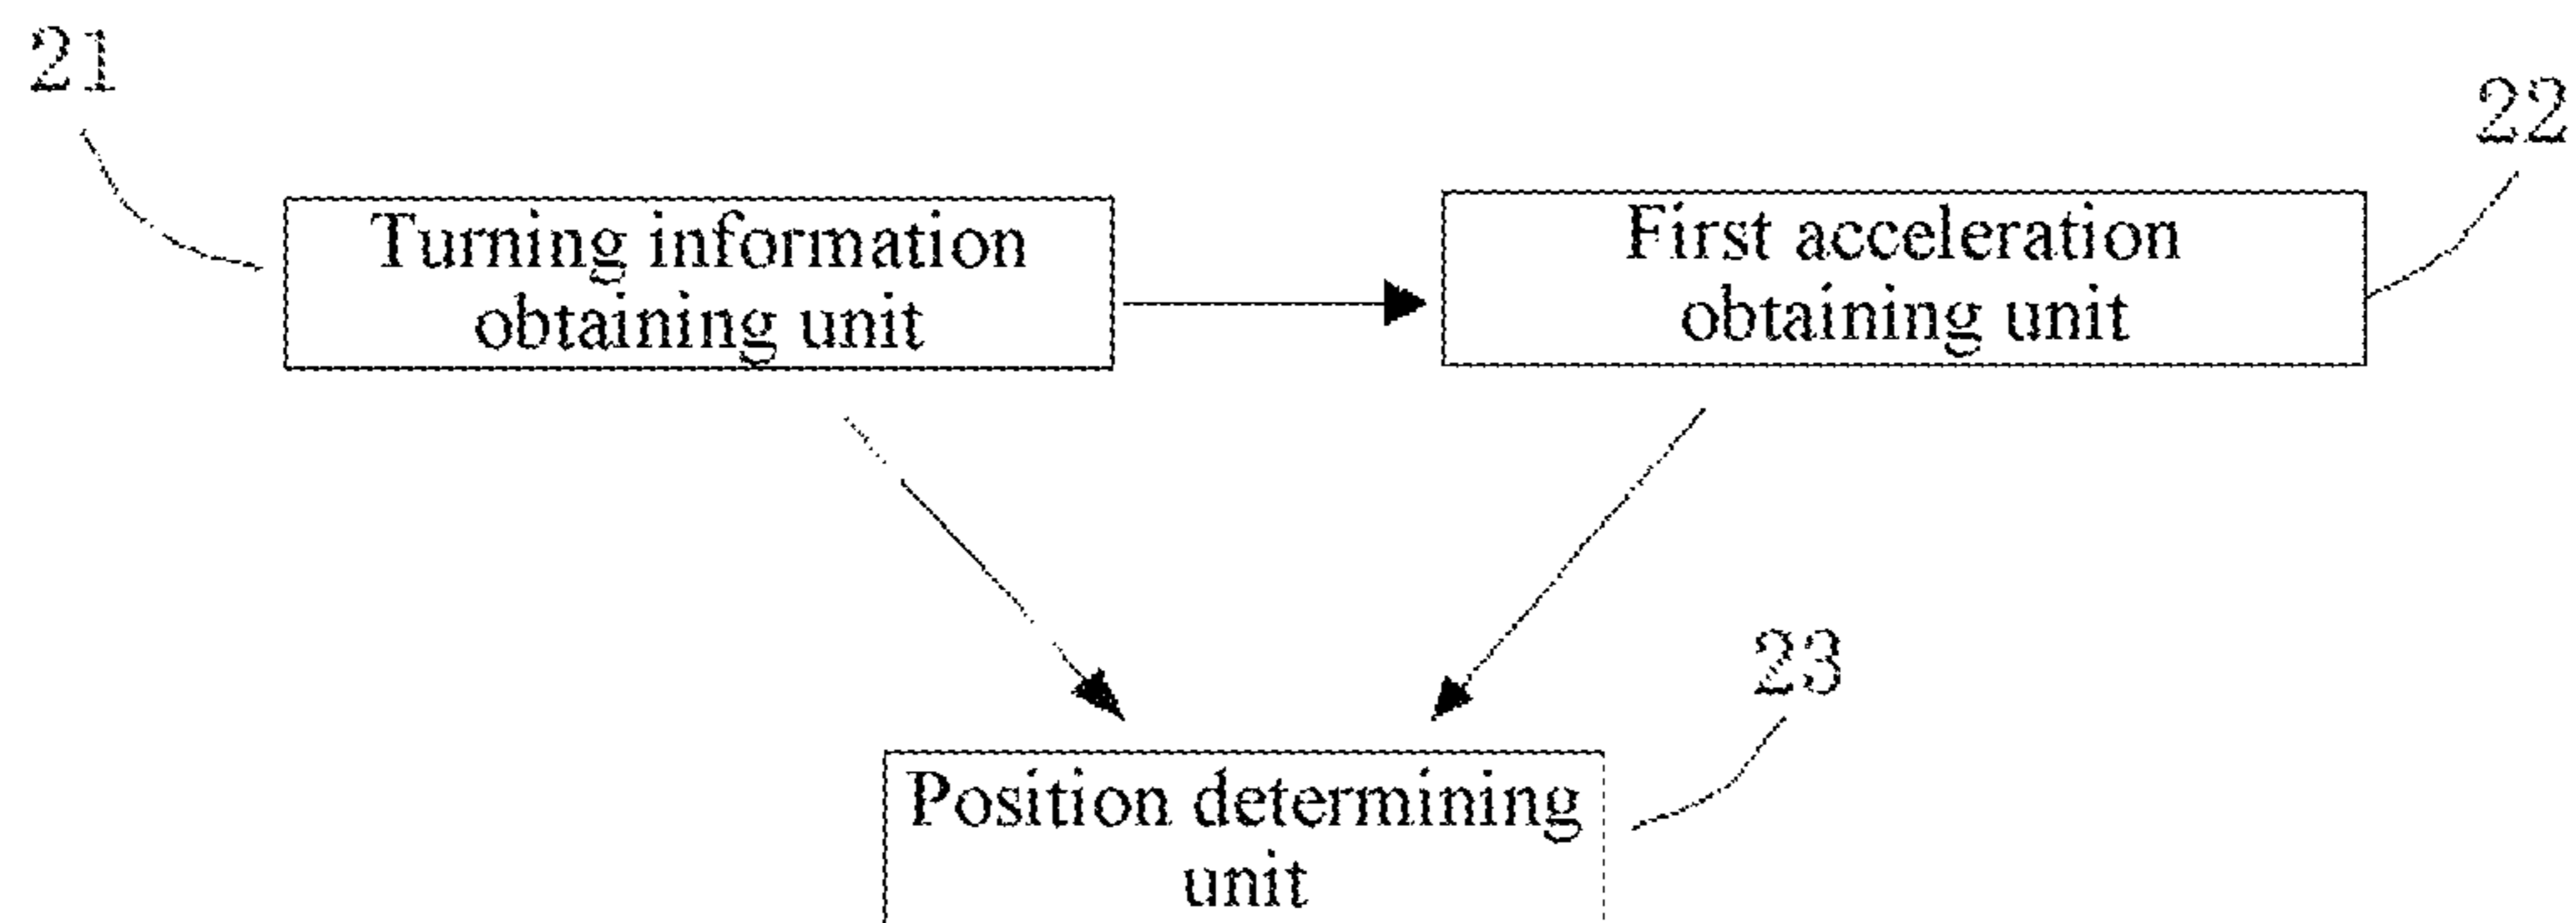 21
22
Turning information
obtaining unit
First acceleration
obtaining unit
23
Position determining
unit